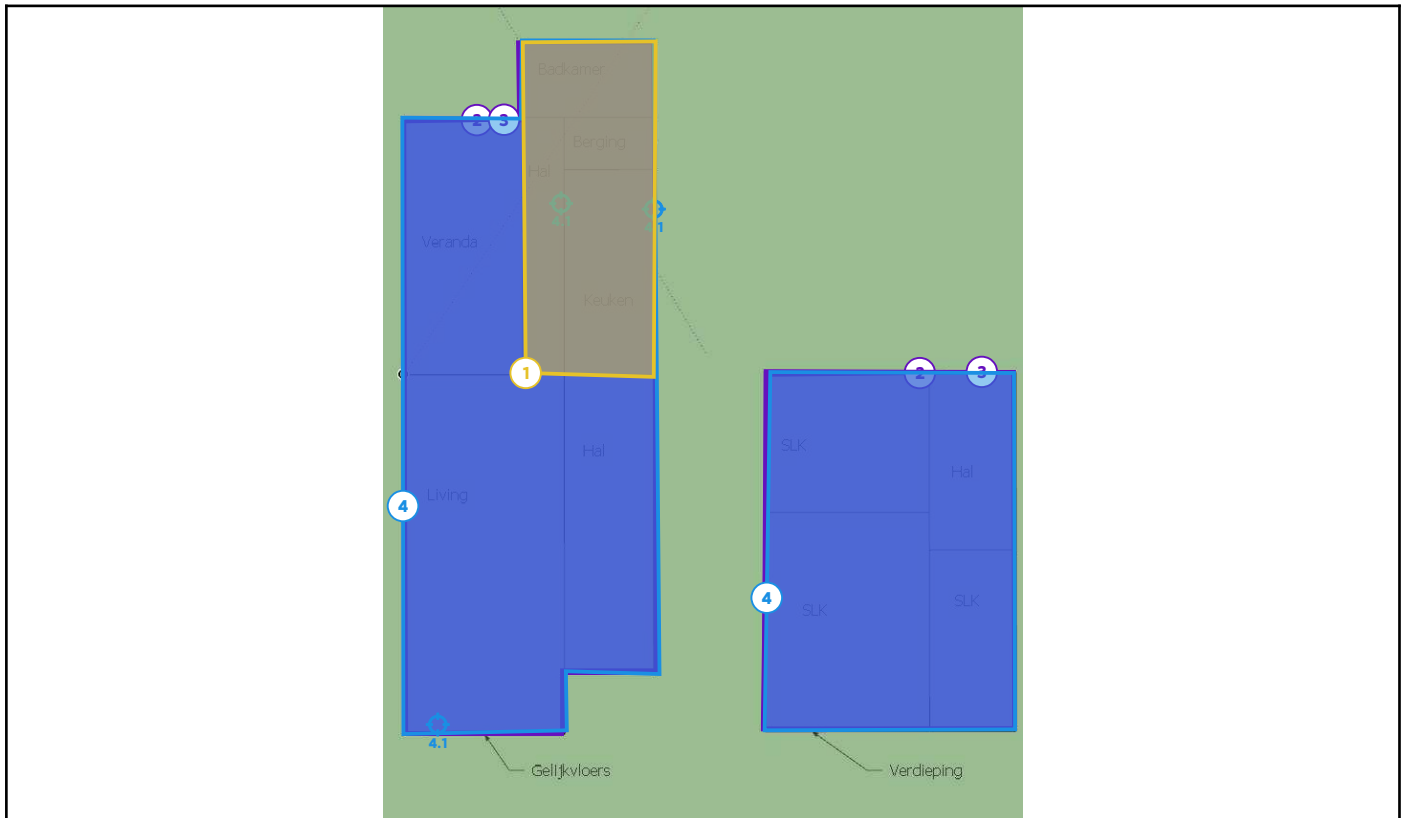 Badkamer
2 3
Berging
Hal
Veranda
4.1
Keuken
1
2 3
Hal
SLK
Hal
Living
4
4
SLK
SLK
4.1
Gelijkvloers
Verdieping